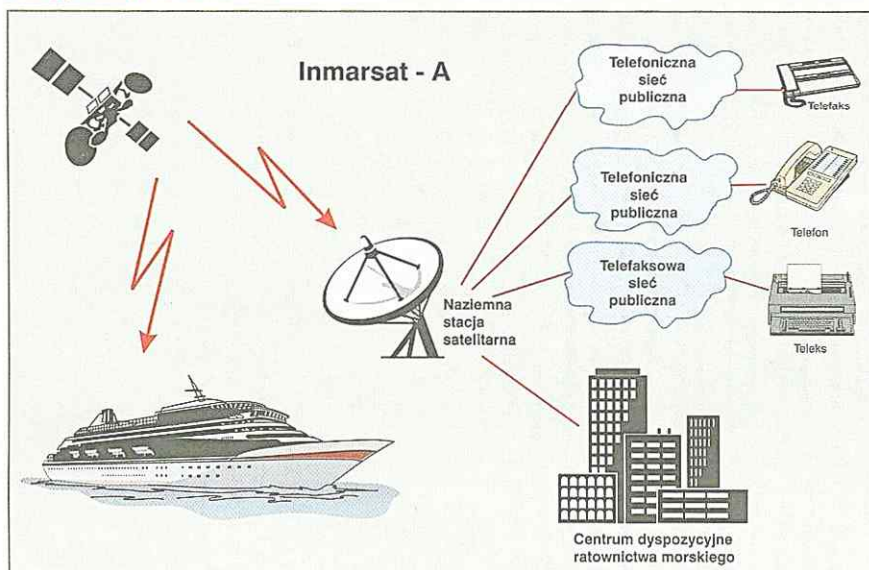 Inmarsat - A
Telefoniczna
sieć
publiczna
Telefaks
Telefoniczna
sieć
publiczna
Telefon
Telefaksowa
sieć
publiczna
Teleks
Naziemna
stacja
satelitarna
Centrum dyspozycyjne
ratownictwa morskiego